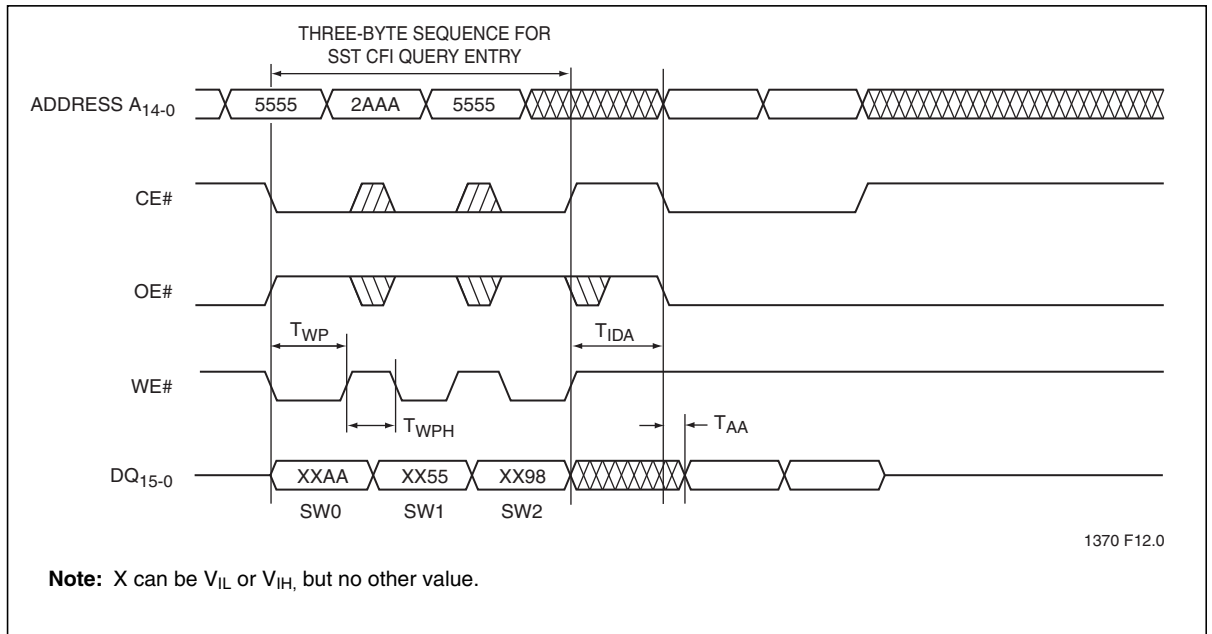 THREE-BYTE SEQUENCE FOR
SST CFI QUERY ENTRY
ADDRESS A14-0
5555 2AAA 5555
CE#
OE#
TWP TIDA
WE#
TWPH TAA
DQ15-0
XXAA XX55 XX98
SW0 SW1 SW2
1370 F12.0
Note: X can be VIL or VIH, but no other value.